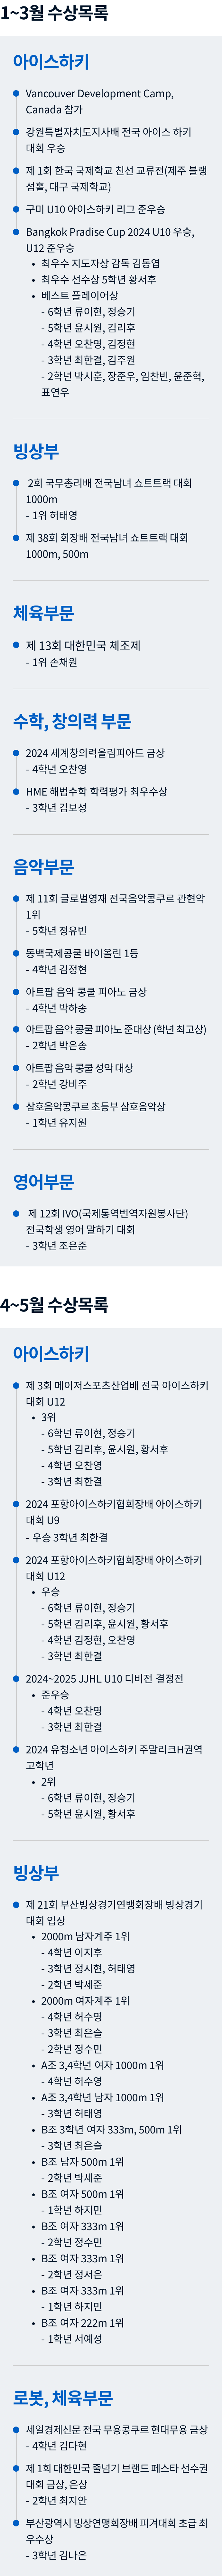 1~3월 수상목록
아이스하키
Vancouver Development Camp,
Canada 참가
강원특별자치도지사배 전국 아이스 하키
대회 우승
제 1회 한국 국제학교 친선 교류전(제주 브랭
섬홀, 대구 국제학교)
구미 U10 아이스하키 리그 준우승
Bangkok Pradise Cup 2024 U10 우승,
U12 준우승
• 최우수 지도자상 감독 김동엽
• 최우수 선수상 5학년 황서후
• 베스트 플레이어상
- 6학년 류이현, 정승기
- 5학년 윤시원, 김리후
- 4학년 오찬영, 김정현
- 3학년 최한결, 김주원
- 2학년 박시훈, 장준우, 임찬빈, 윤준혁,
표연우
빙상부
2회 국무총리배 전국남녀 쇼트트랙 대회
1000m
- 1위 허태영
제 38회 회장배 전국남녀 쇼트트랙 대회
1000m, 500m
체육부문
제 13회 대한민국 체조제
- 1위 손채원
수학, 창의력 부문
2024 세계창의력올림피아드 금상
- 4학년 오찬영
HME 해법수학 학력평가 최우수상
- 3학년 김보성
음악부문
제 11회 글로벌영재 전국음악콩쿠르 관현악
1위
- 5학년 정유빈
동백국제콩쿨 바이올린 1등
- 4학년 김정현
아트팝 음악 콩쿨 피아노 금상
- 4학년 박하송
아트팝 음악 콩쿨 피아노 준대상 (학년 최고상)
- 2학년 박은송
아트팝 음악 콩쿨 성악 대상
- 2학년 강비주
삼호음악콩쿠르 초등부 삼호음악상
- 1학년 유지원
영어부문
제 12회 IVO(국제통역번역자원봉사단)
전국학생 영어 말하기 대회
- 3학년 조은준
4~5월 수상목록
아이스하키
제 3회 메이저스포츠산업배 전국 아이스하키
대회 U12
• 3위
- 6학년 류이현, 정승기
- 5학년 김리후, 윤시원, 황서후
- 4학년 오찬영
- 3학년 최한결
2024 포항아이스하키협회장배 아이스하키
대회 U9
- 우승 3학년 최한결
2024 포항아이스하키협회장배 아이스하키
대회 U12
• 우승
- 6학년 류이현, 정승기
- 5학년 김리후, 윤시원, 황서후
- 4학년 김정현, 오찬영
- 3학년 최한결
2024~2025 JJHL U10 디비전 결정전
• 준우승
- 4학년 오찬영
- 3학년 최한결
2024 유청소년 아이스하키 주말리크H권역
고학년
• 2위
- 6학년 류이현, 정승기
- 5학년 윤시원, 황서후
빙상부
제 21회 부산빙상경기연맹회장배 빙상경기
대회 입상
• 2000m 남자계주 1위
- 4학년 이지후
- 3학년 정시현, 허태영
- 2학년 박세준
• 2000m 여자계주 1위
- 4학년 허수영
- 3학년 최은슬
- 2학년 정수민
• A조 3,4학년 여자 1000m 1위
- 4학년 허수영
• A조 3,4학년 남자 1000m 1위
- 3학년 허태영
• B조 3학년 여자 333m, 500m 1위
- 3학년 최은슬
• B조 남자 500m 1위
- 2학년 박세준
• B조 여자 500m 1위
- 1학년 하지민
• B조 여자 333m 1위
- 2학년 정수민
• B조 여자 333m 1위
- 2학년 정서은
• B조 여자 333m 1위
- 1학년 하지민
• B조 여자 222m 1위
- 1학년 서예성
로봇, 체육부문
세일경제신문 전국 무용콩쿠르 현대무용 금상
- 4학년 김다현
제 1회 대한민국 줄넘기 브랜드 페스타 선수권
대회 금상, 은상
- 2학년 최지안
부산광역시 빙상연맹회장배 피겨대회 초급 최
우수상
- 3학년 김나은